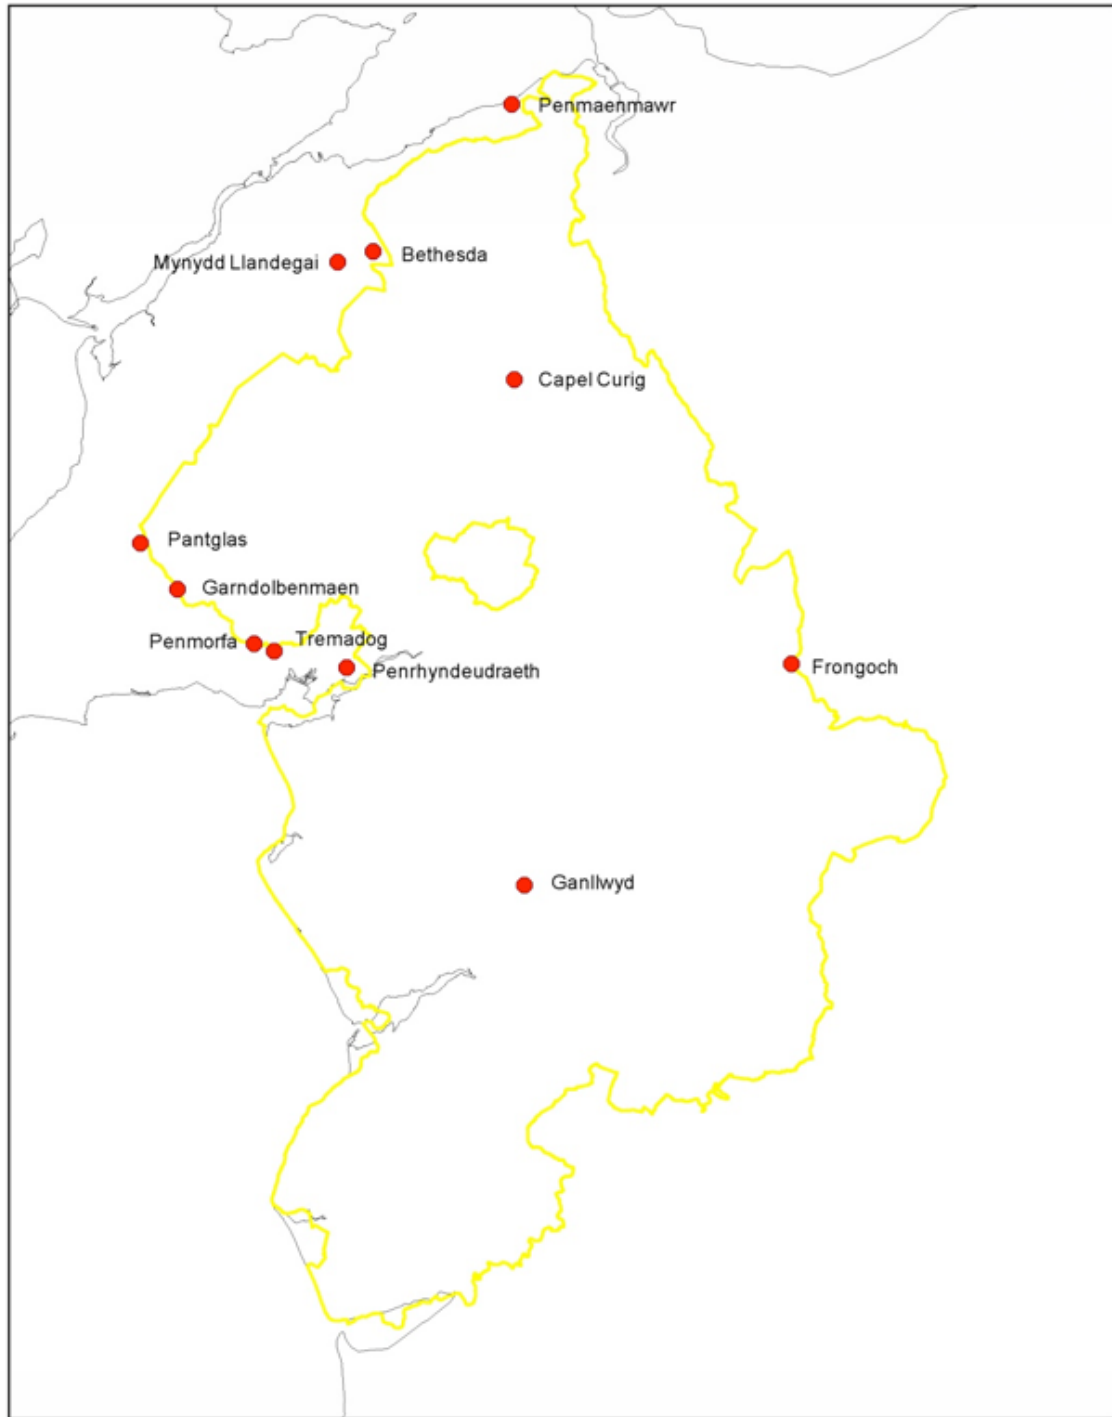 Penmaenmawr
Bethesda
Mynydd Llandegai
Capel Curig
Pantglas
Garndolbenmaen
Penmorfa
Tremadog
Penrhyndeudraeth
Frongoch
Ganllwyd